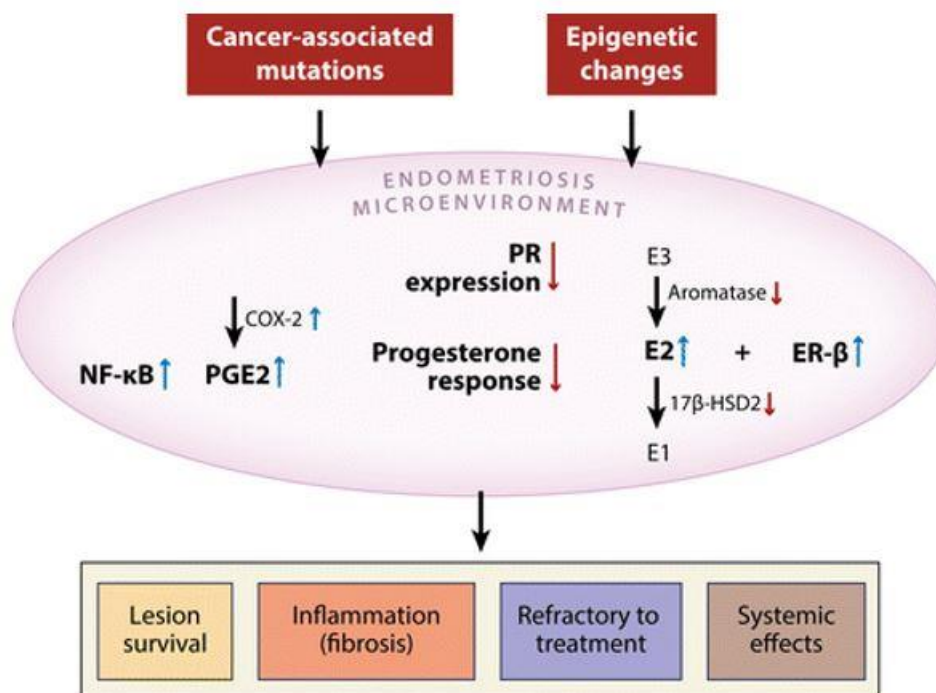 Cancer-associated
mutations
Epigenetic
changes
ENDOMETRIOSIS
MICROENVIRONMENT
PR
expression ↓
E3
Aromatase ↓
COX-2 ↑
NF-κB ↑ PGE2 ↑
Progesterone
response ↓
E2 ↑ + ER-β ↑
17β-HSD2 ↓
E1
Lesion
survival
Inflammation
(fibrosis)
Refractory to
treatment
Systemic
effects